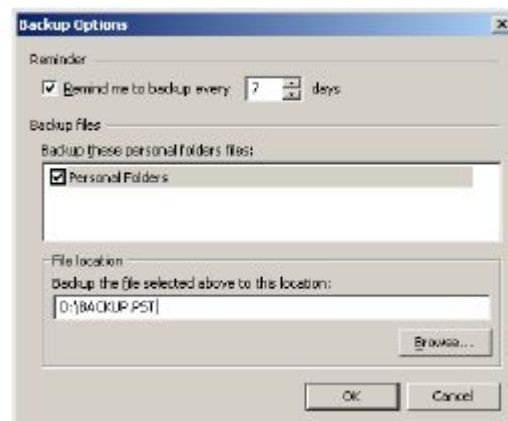 Backup Options
Reminder
Remind me to backup every 7 days
Backup files
Backup these personal folders files:
Personal Folders
File location
Backup the file selected above to this location:
D:\BACKUP.PST
Browse...
OK Cancel